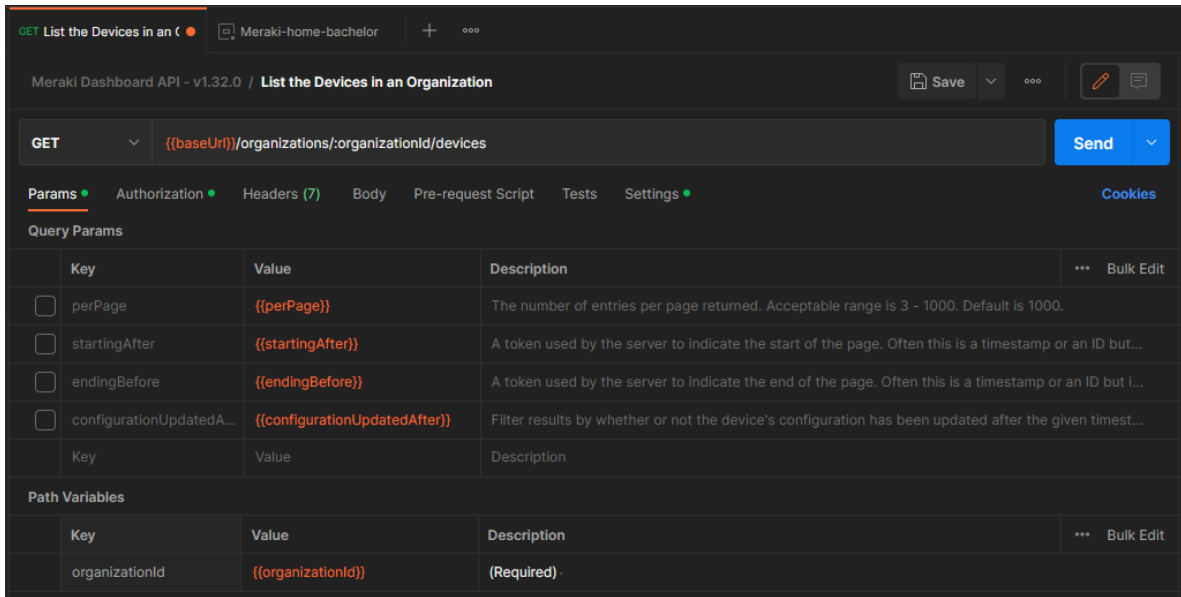 GET List the Devices in an ( Meraki-home-bachelor
Meraki Dashboard API - v1.32.0 / List the Devices in an Organization Save
GET {{baseUrl}}/organizations/:organizationId/devices Send
Params Authorization Headers (7) Body Pre-request Script Tests Settings Cookies
Query Params
Key Value Description ••• Bulk Edit
perPage {{perPage}} The number of entries per page returned. Acceptable range is 3 - 1000. Default is 1000.
startingAfter {{startingAfter}} A token used by the server to indicate the start of the page. Often this is a timestamp or an ID but...
endingBefore {{endingBefore}} A token used by the server to indicate the end of the page. Often this is a timestamp or an ID but i...
configurationUpdatedA... {{configurationUpdatedAfter}} Filter results by whether or not the device's configuration has been updated after the given timest...
Key Value Description
Path Variables
Key Value Description ••• Bulk Edit
organizationId {{organizationId}} (Required)